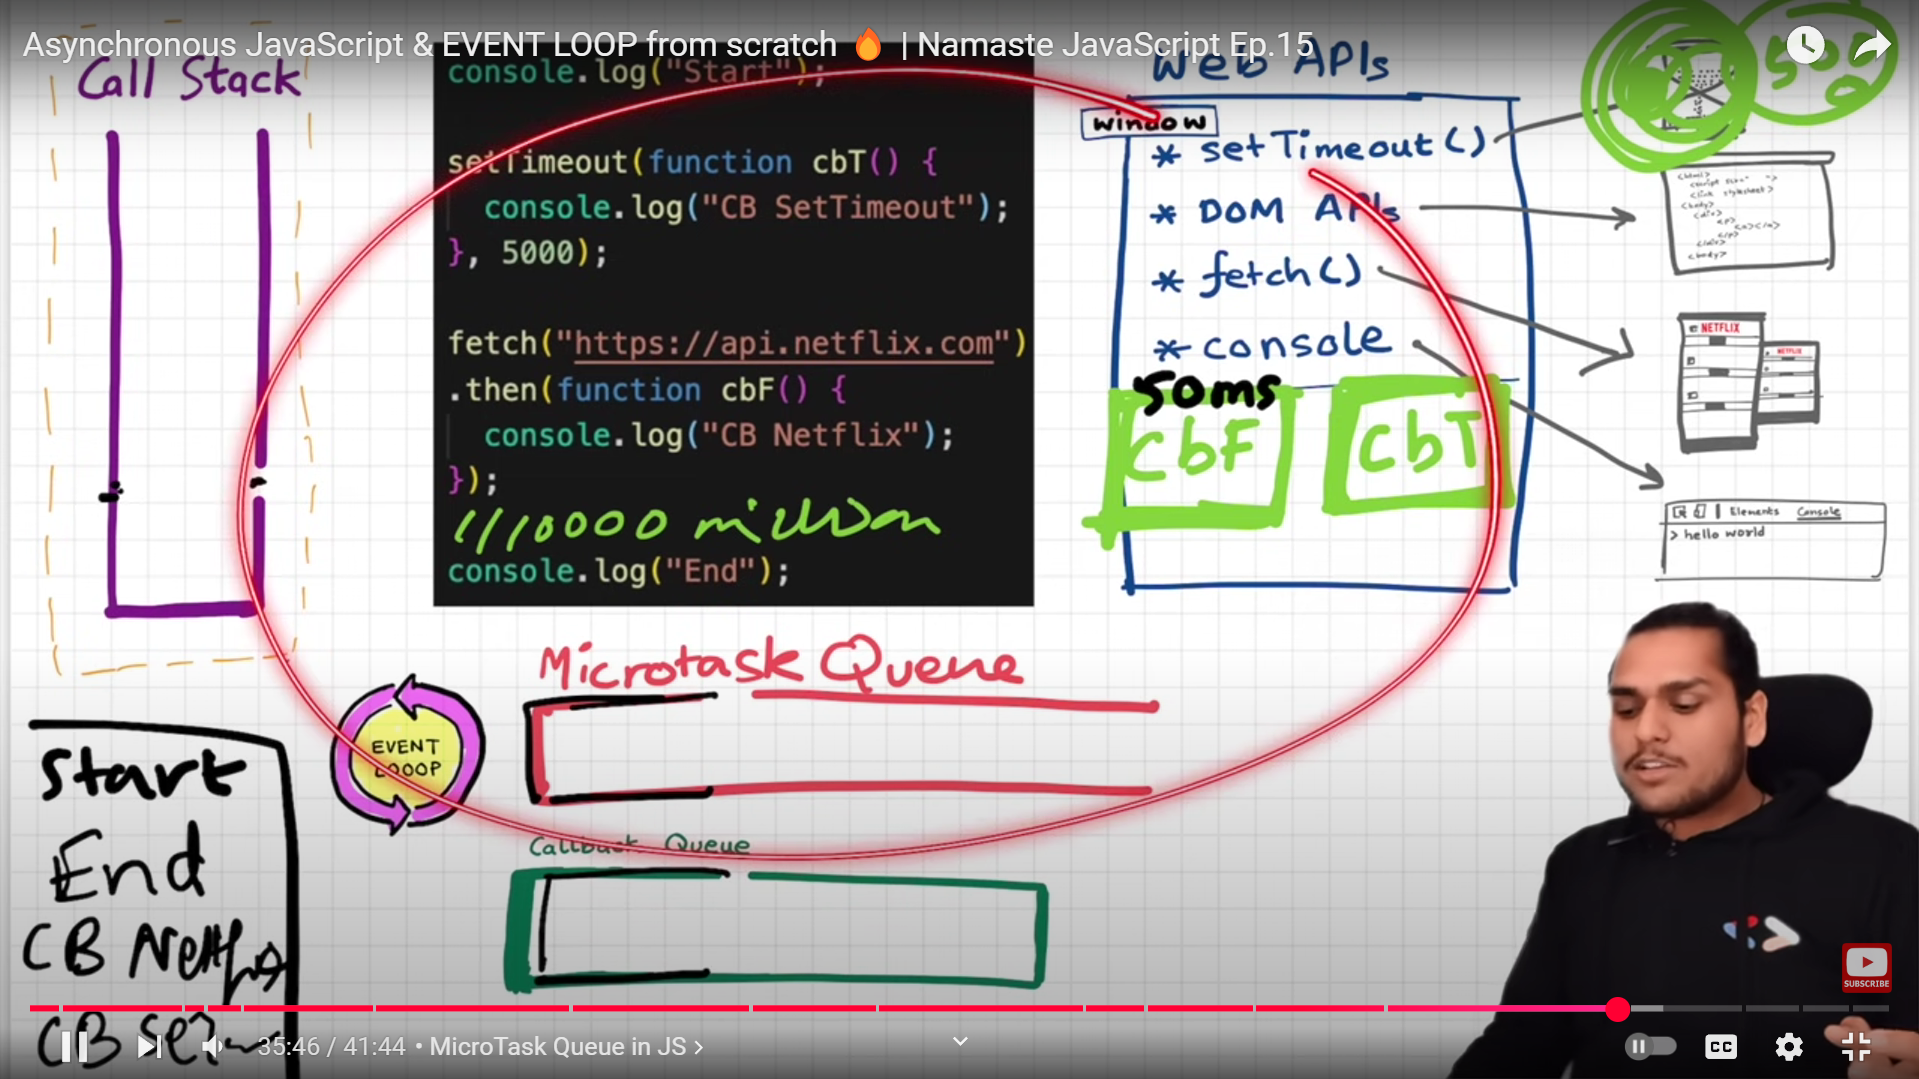 Asynchronous JavaScript & EVENT LOOP from scratch 🔥 | Namaste JavaScript Ep.15
Call Stack
console.log("Start");
setTimeout(function cbT() {
console.log("CB SetTimeout");
}, 5000);
fetch("https://api.netflix.com")
.then(function cbF() {
console.log("CB Netflix");
});
//10000 million
console.log("End");
Web APIs
window
* setTimeout()
* DOM APIs
* fetch()
* console
50ms
CbF
CbT
NETFLIX
NETFLIX
Elements Console
> hello world
Microtask Queue
EVENT
LOOOP
Callback Queue
Start
End
CB Netflix
CB
SUBSCRIBE
35:46 / 41:44 • MicroTask Queue in JS >
CC